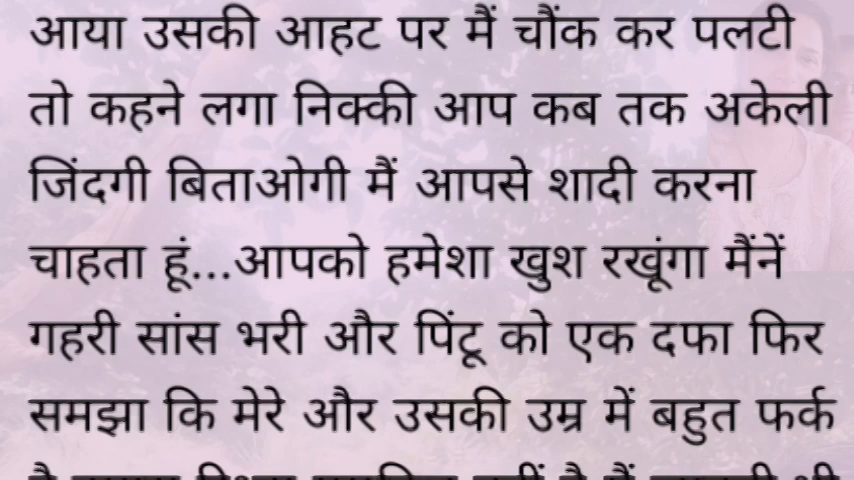 आया उसकी आहट पर मैं चौंक कर पलटी
तो कहने लगा निक्की आप कब तक अकेली
जिंदगी बिताओगी मैं आपसे शादी करना
चाहता हूं...आपको हमेशा खुश रखूंगा मैंनें
गहरी सांस भरी और पिंटू को एक दफा फिर
समझा कि मेरे और उसकी उम्र में बहुत फर्क